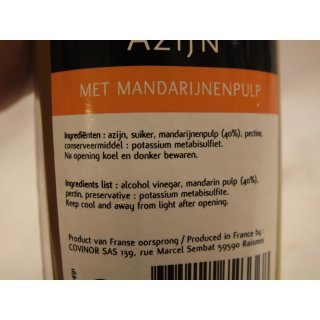 AZIJN
MET MANDARIJNENPULP
Ingrediënten : azijn, suiker, mandarijnenpulp (40%), pectine,
conserveermiddel : potassium metabisulfiet.
Na opening koel en donker bewaren.
Ingredients list : alcohol vinegar, mandarin pulp (40%),
pectin, preservative : potassium metabisulfite.
Keep cool and away from light after opening.
Product van Franse oorsprong / Produced in France by :
COVINOR SAS 139, rue Marcel Sembat 59590 Raismes